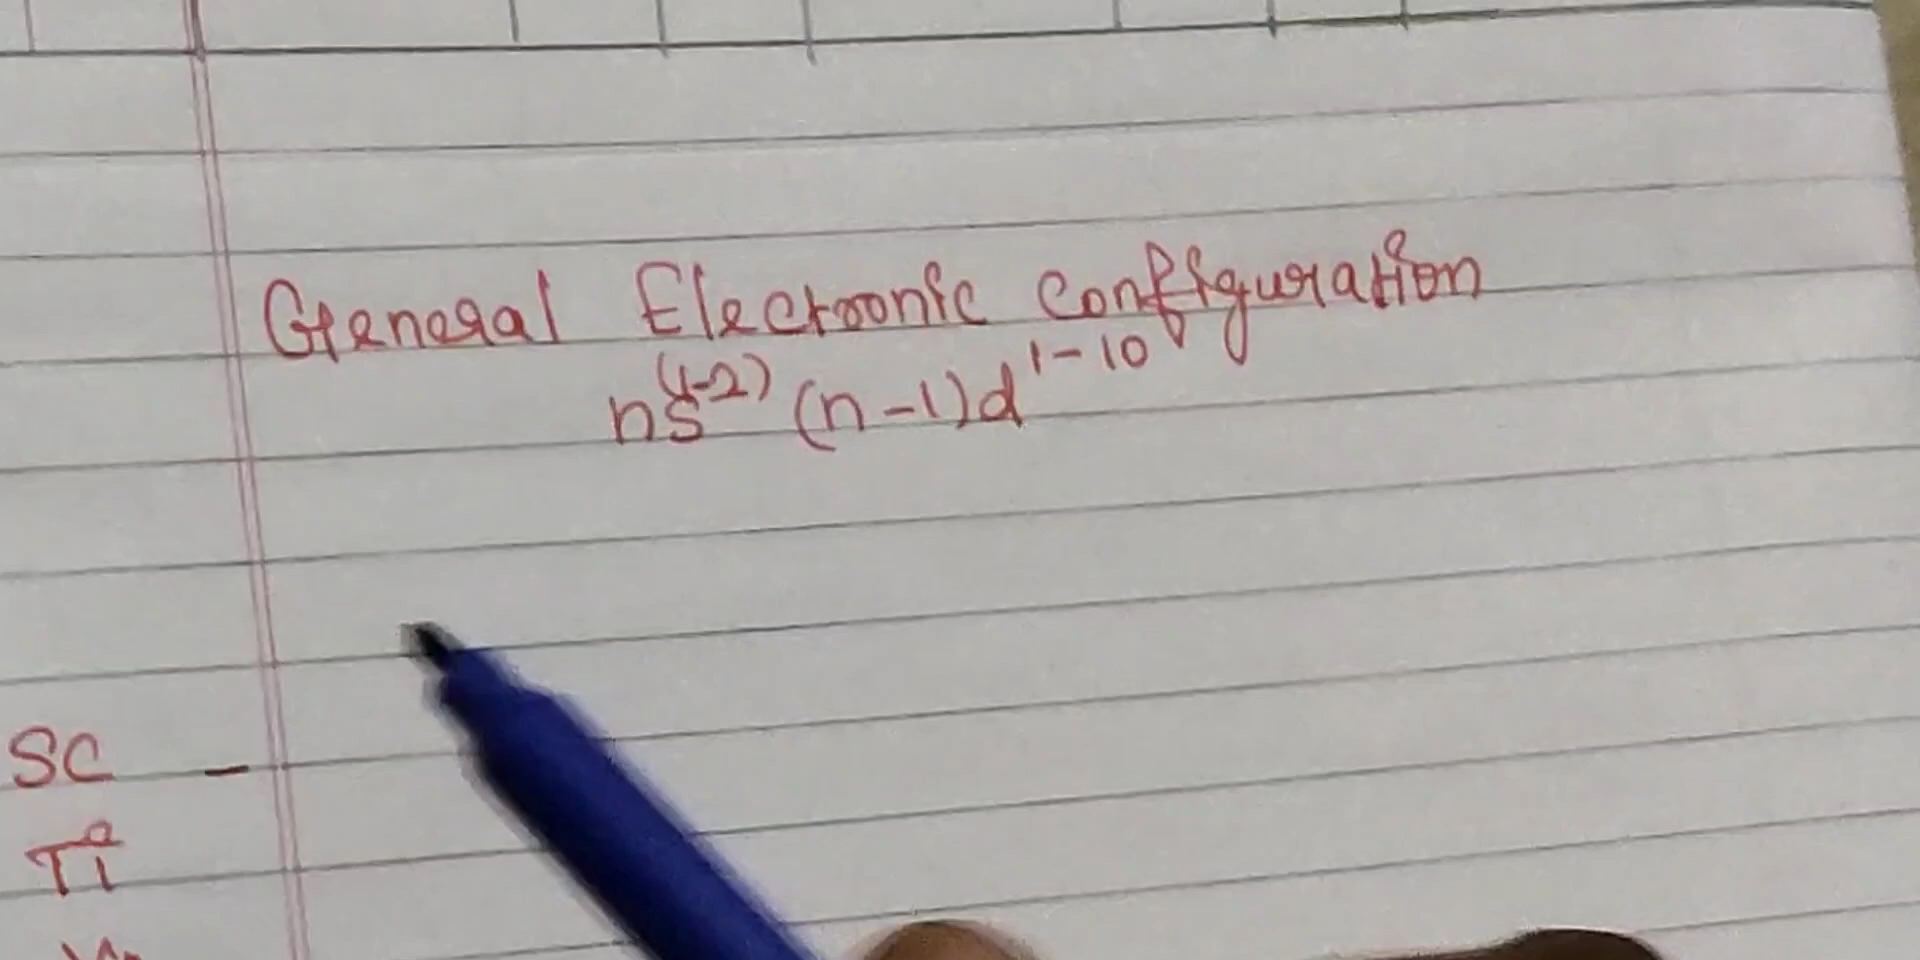 General Electronic Configuration
ns⁽¹⁻²⁾ (n-1)d¹⁻¹⁰
SC -
Ti